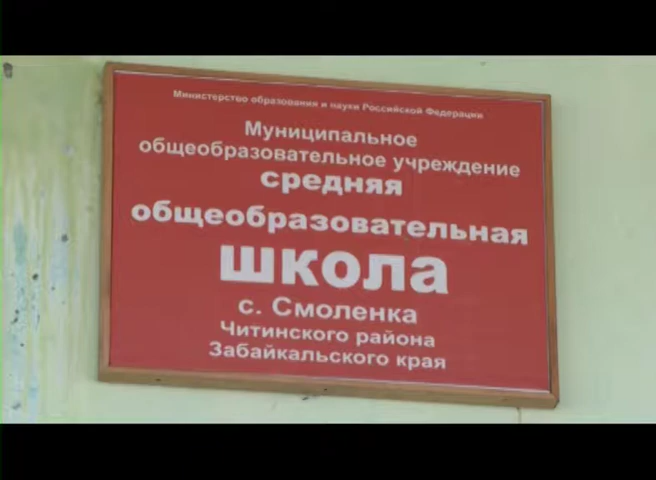 Министерство образования и науки Российской Федерации
Муниципальное
общеобразовательное учреждение
средняя
общеобразовательная
школа
с. Смоленка
Читинского района
Забайкальского края